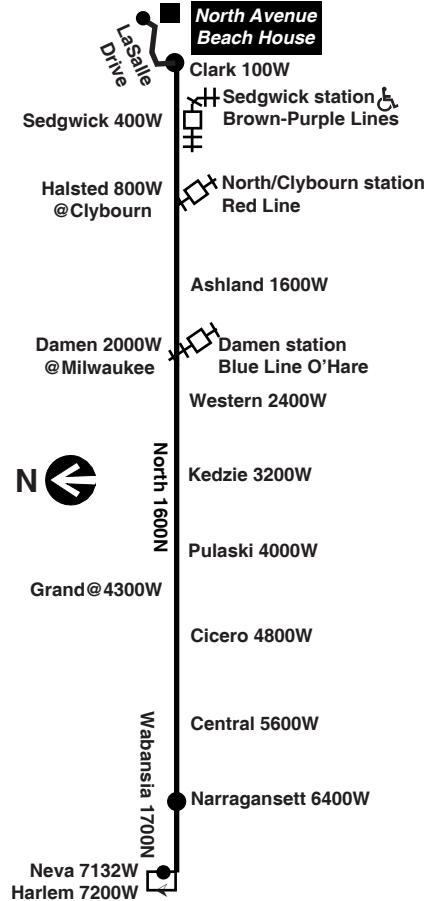 North Avenue
Beach House
LaSalle
Drive
Clark 100W
Sedgwick station
Brown-Purple Lines
Sedgwick 400W
Halsted 800W
@Clybourn
North/Clybourn station
Red Line
Ashland 1600W
Damen 2000W
@Milwaukee
Damen station
Blue Line O'Hare
Western 2400W
North 1600N
N
Kedzie 3200W
Pulaski 4000W
Grand@4300W
Cicero 4800W
Central 5600W
Wabansia 1700N
Narragansett 6400W
Neva 7132W
Harlem 7200W